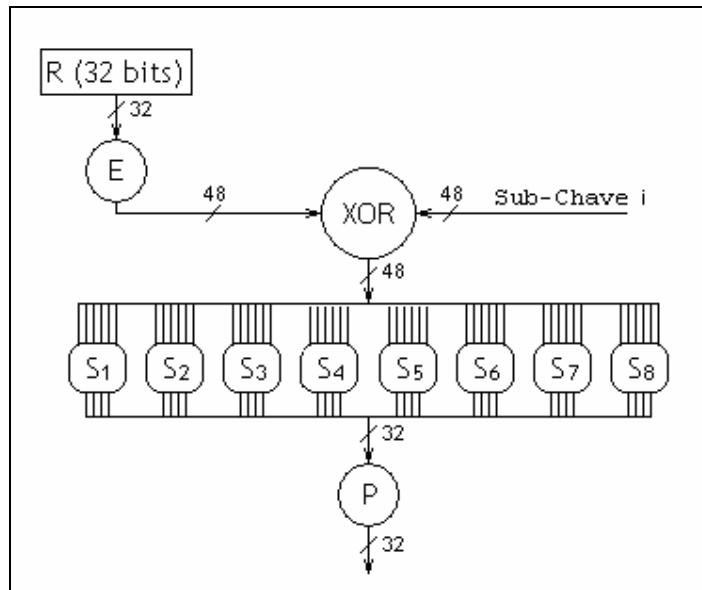 R (32 bits)
32
E
48
XOR
48
Sub-Chave i
48
S1 S2 S3 S4 S5 S6 S7 S8
32
P
32